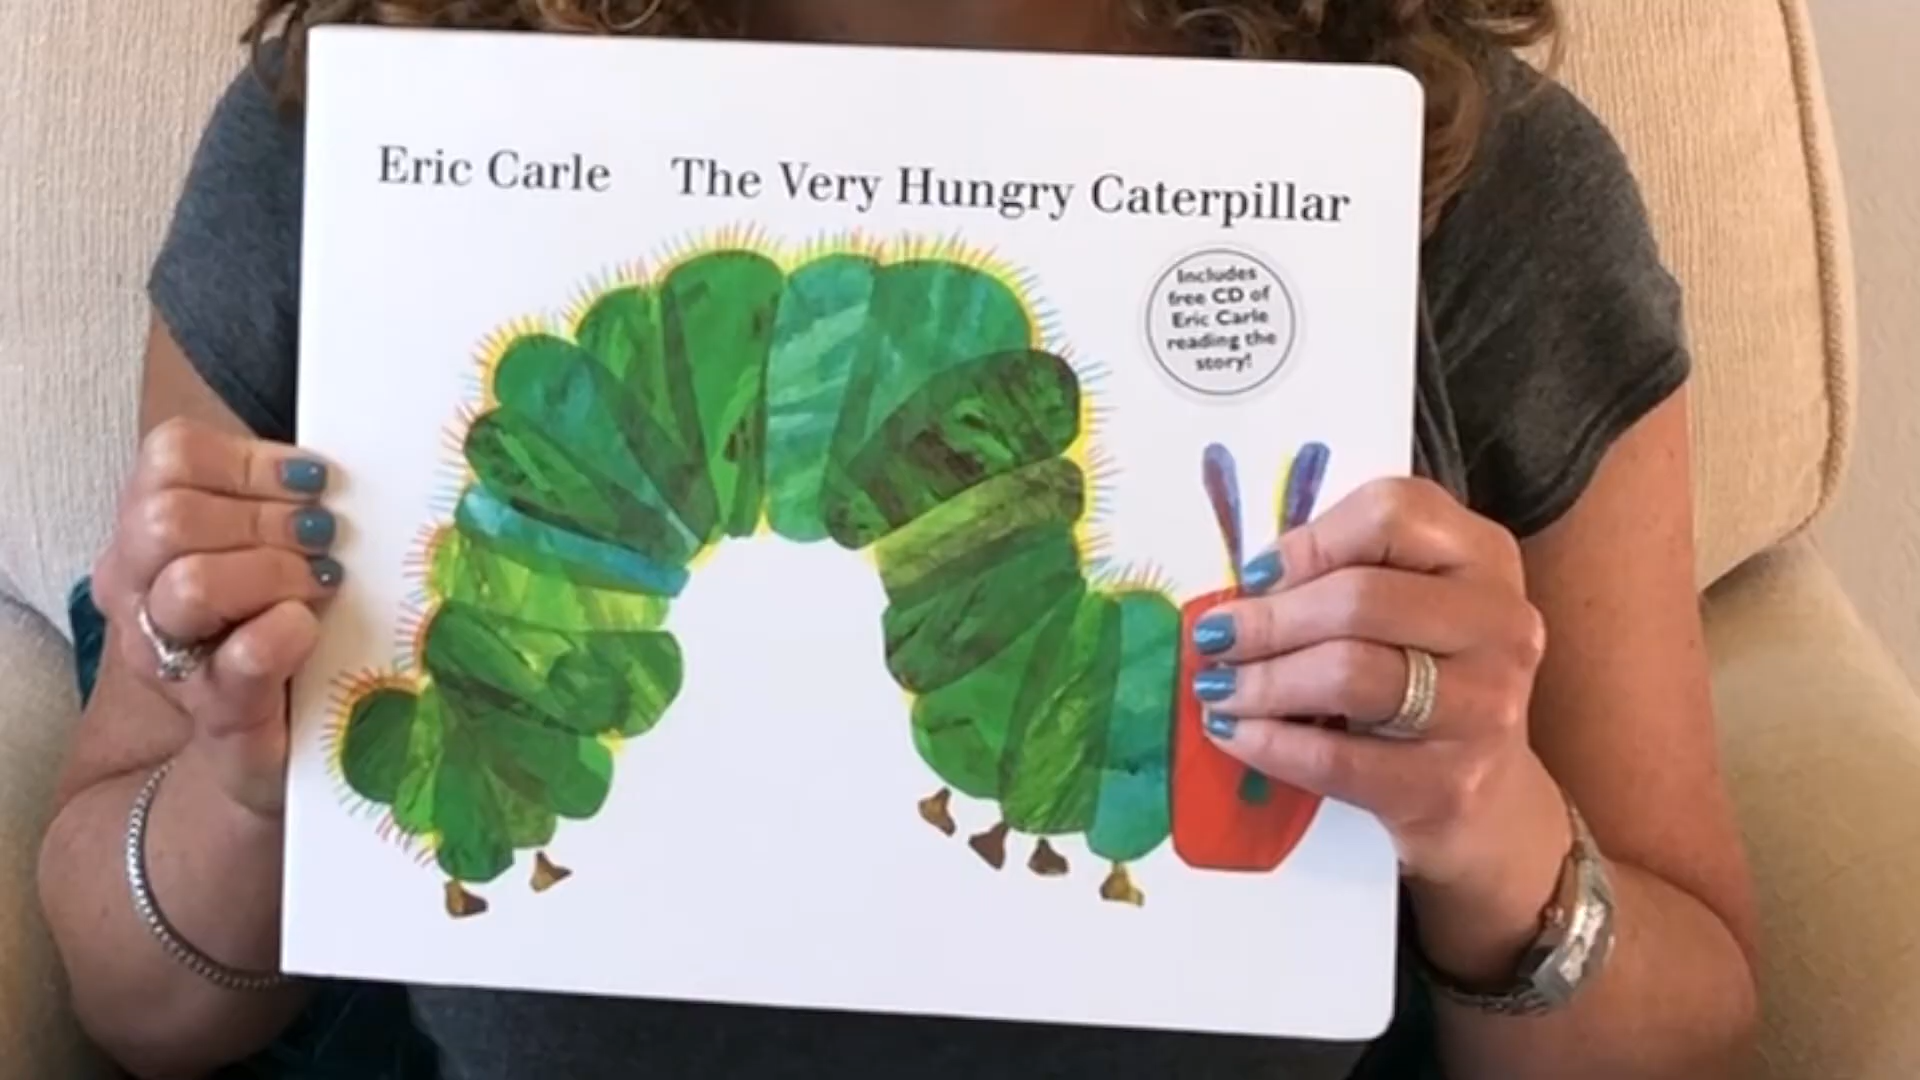 Eric Carle The Very Hungry Caterpillar
Includes
free CD of
Eric Carle
reading the
story!